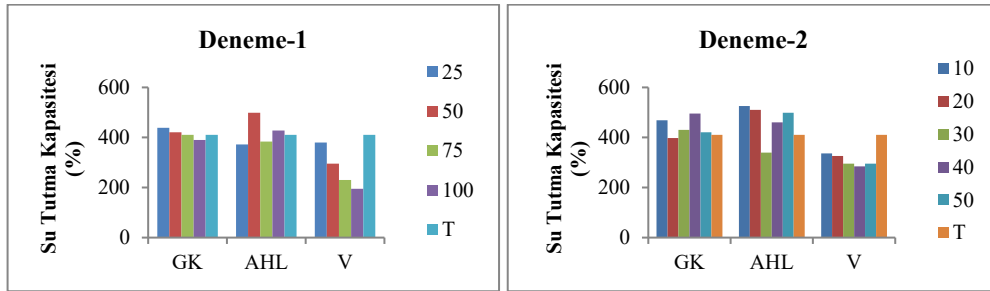 Deneme-1
Su Tutma Kapasitesi
(%)
600
400
200
0
GK
AHL
V
25
50
75
100
T
Deneme-2
Su Tutma Kapasitesi
(%)
600
400
200
0
GK
AHL
V
10
20
30
40
50
T